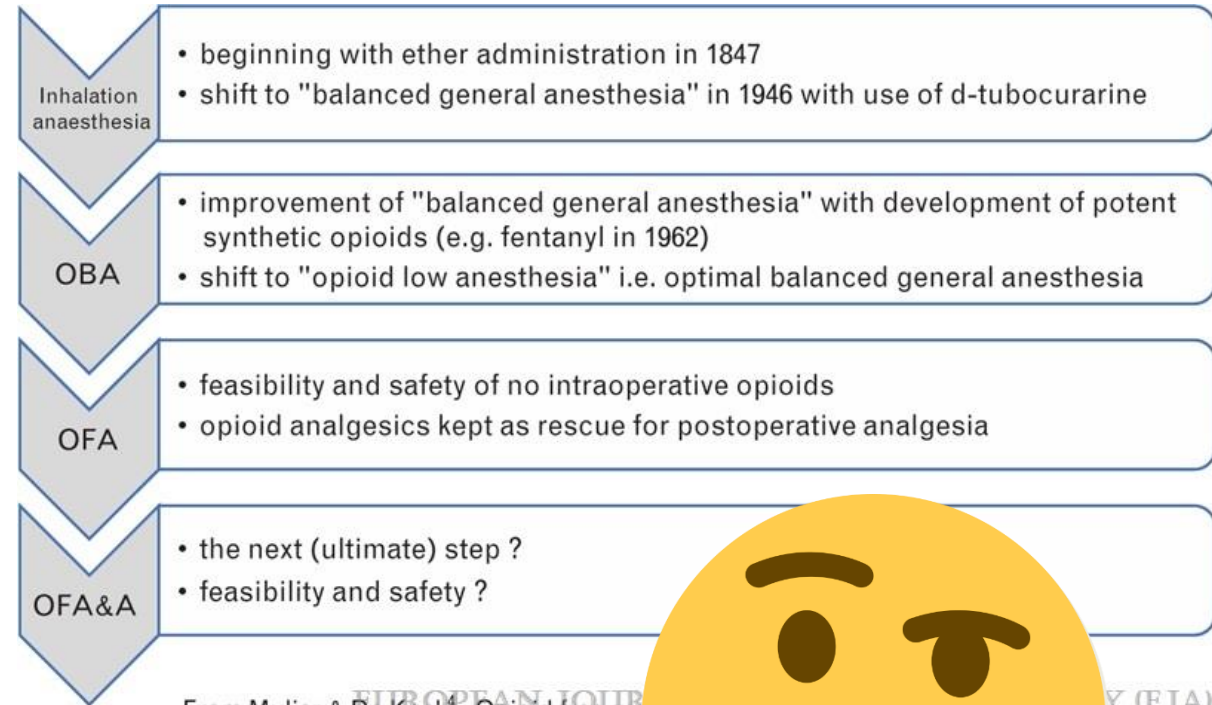 Inhalation
anaesthesia
• beginning with ether administration in 1847
• shift to "balanced general anesthesia" in 1946 with use of d-tubocurarine
OBA
• improvement of "balanced general anesthesia" with development of potent
synthetic opioids (e.g. fentanyl in 1962)
• shift to "opioid low anesthesia" i.e. optimal balanced general anesthesia
OFA
• feasibility and safety of no intraoperative opioids
• opioid analgesics kept as rescue for postoperative analgesia
OFA&A
• the next (ultimate) step ?
• feasibility and safety ?
From
EUROPEAN (EJA)